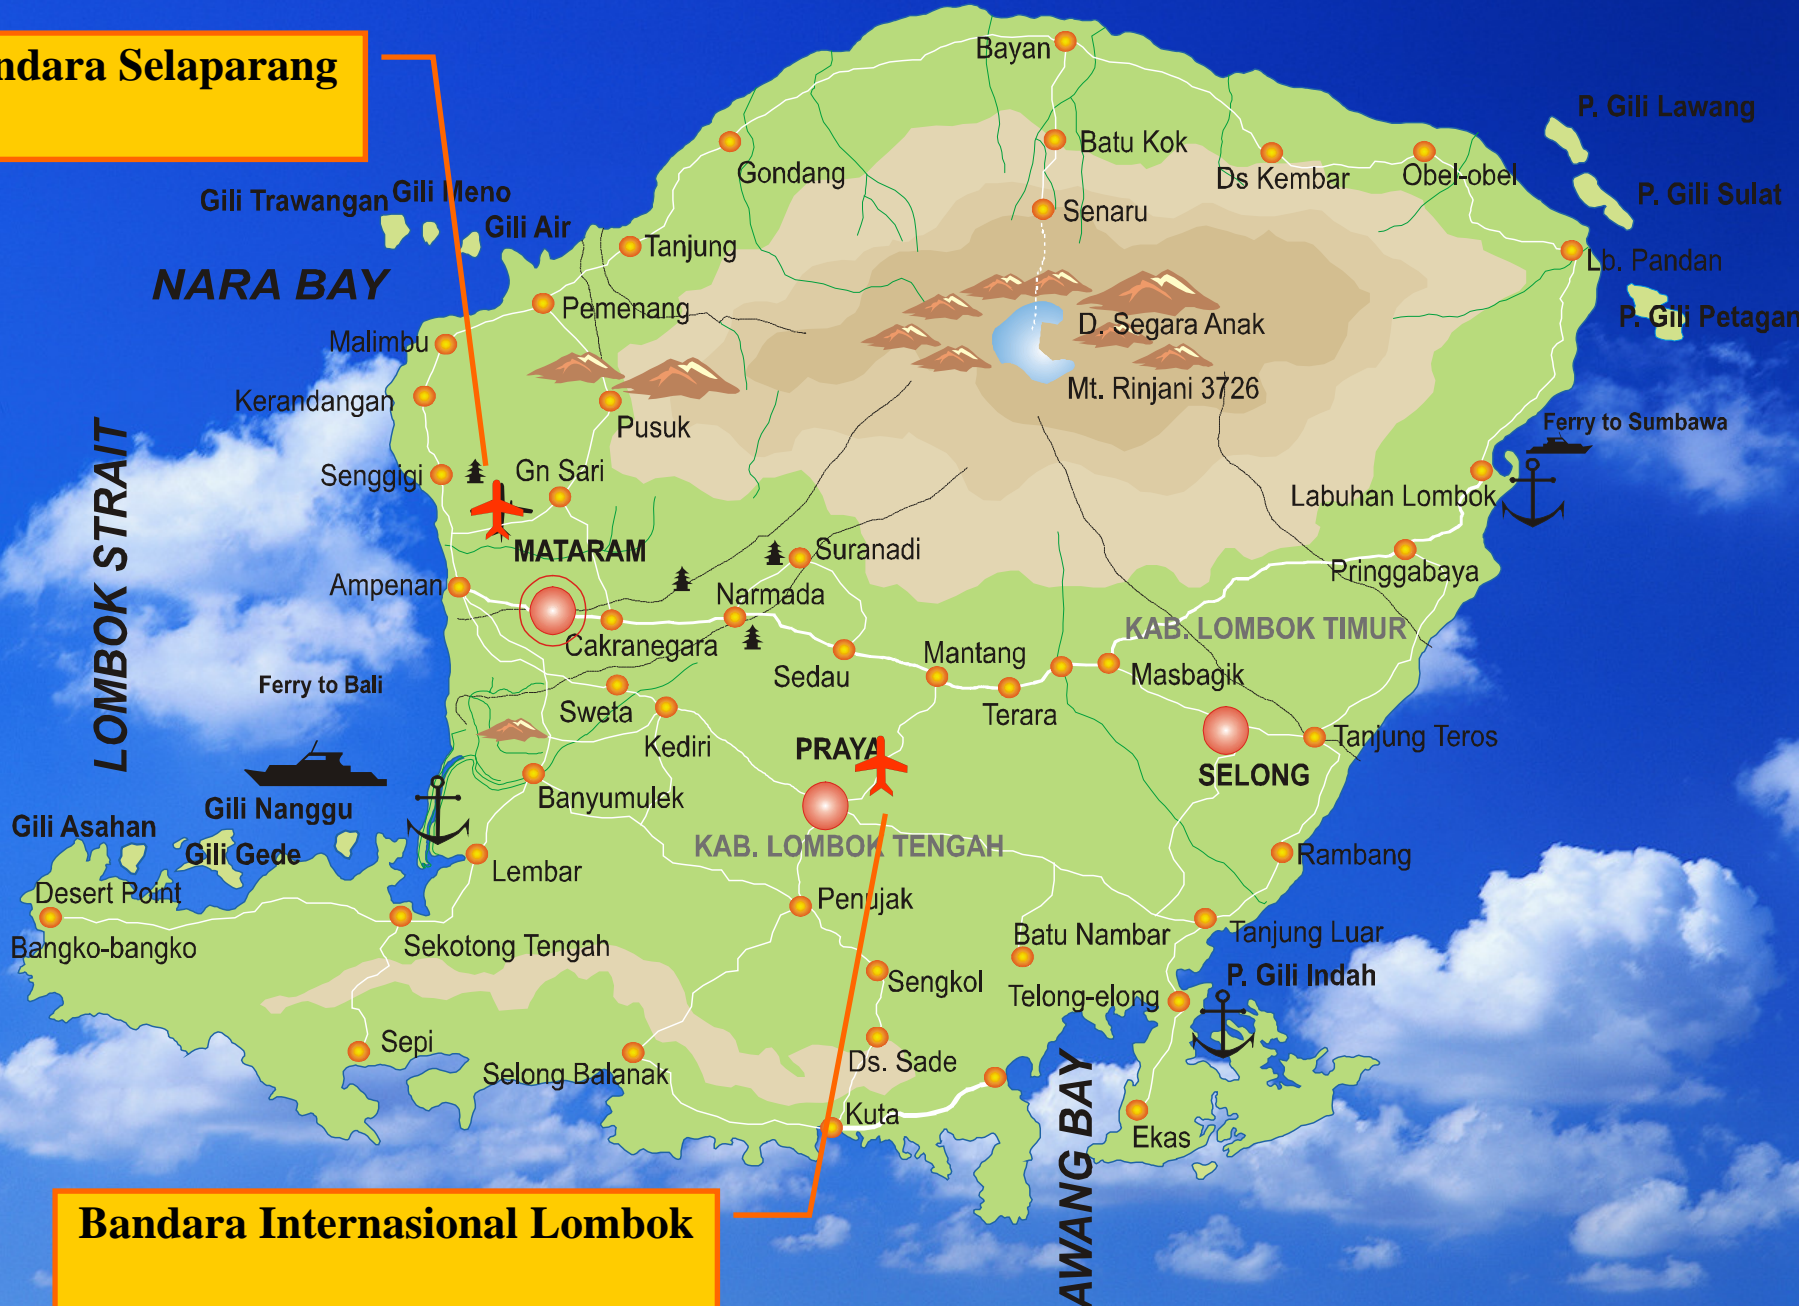 ndara Selaparang
Bayan
P. Gili Lawang
Batu Kok
Gondang
Ds Kembar
Obel-obel
Gili Trawangan
Gili Meno
P. Gili Sulat
Senaru
Gili Air
Tanjung
Lb. Pandan
NARA BAY
Pemenang
D. Segara Anak
P. Gili Petagan
Malimbu
Mt. Rinjani 3726
Kerandangan
Pusuk
Ferry to Sumbawa
LOMBOK STRAIT
Senggigi
Gn Sari
Labuhan Lombok
MATARAM
Suranadi
Pringgabaya
Ampenan
Narmada
KAB. LOMBOK TIMUR
Cakranegara
Mantang
Sedau
Masbagik
Ferry to Bali
Sweta
Terara
Kediri
PRAYA
Tanjung Teros
SELONG
Gili Nanggu
Banyumulek
Gili Asahan
Gili Gede
KAB. LOMBOK TENGAH
Rambang
Lembar
Desert Point
Penujak
Bangko-bangko
Sekotong Tengah
Batu Nambar
Tanjung Luar
P. Gili Indah
Sengkol
Telong-elong
Sepi
Selong Balanak
Ds. Sade
Kuta
Ekas
AWANG BAY
Bandara Internasional Lombok